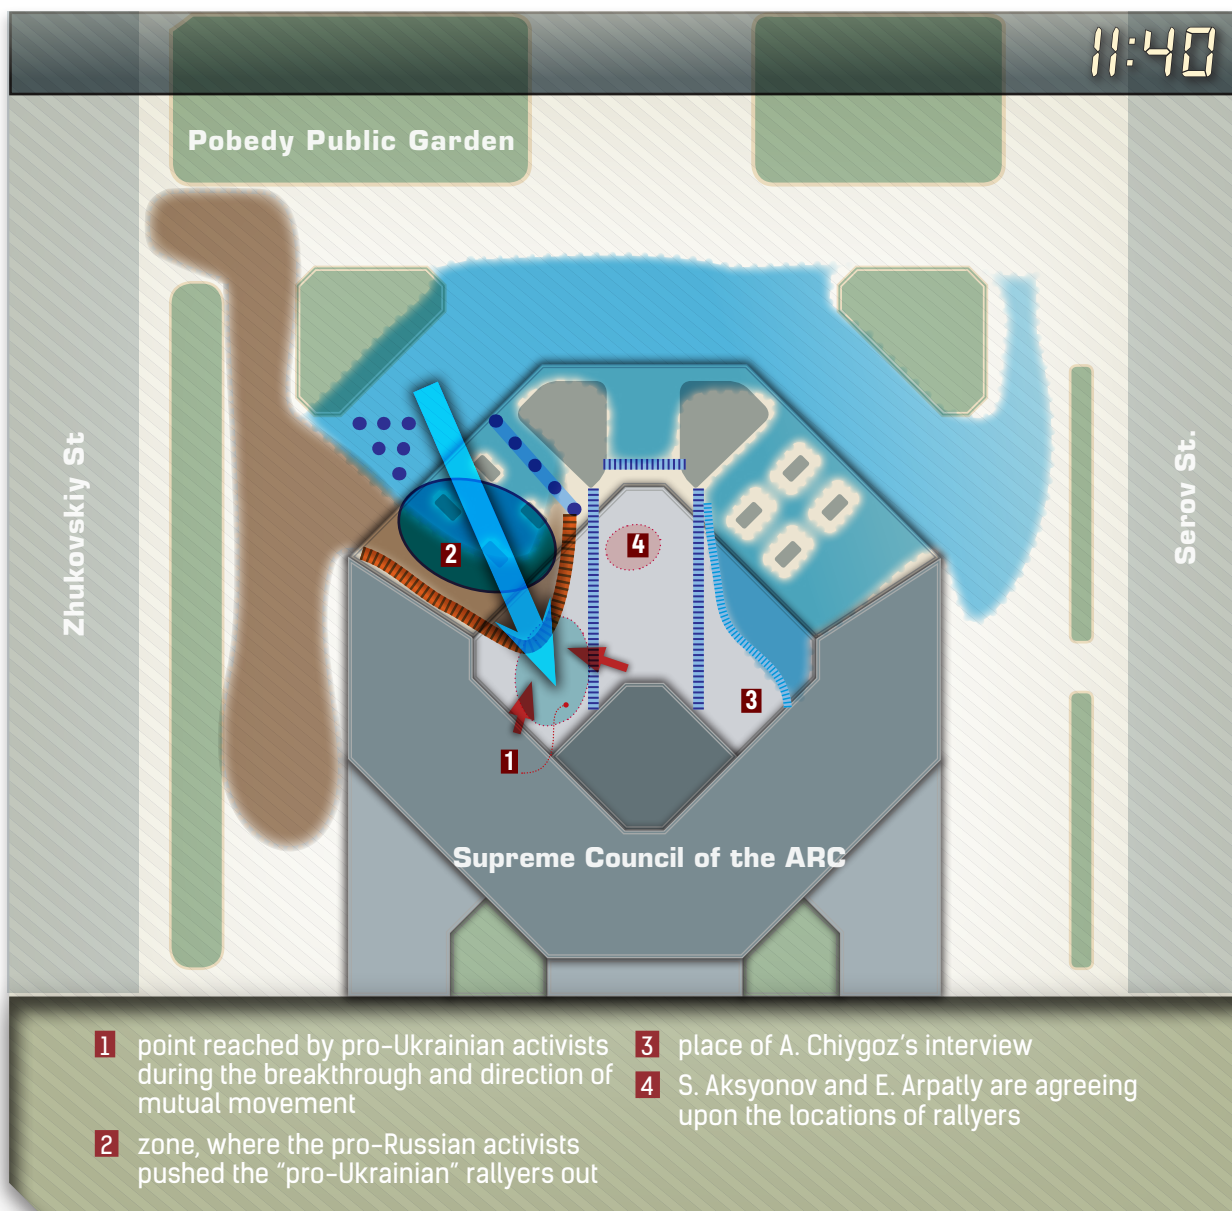 11:40
Pobedy Public Garden
Zhukovskiy St
Serov St.
2
4
3
1
Supreme Council of the ARC
1 point reached by pro-Ukrainian activists
during the breakthrough and direction of
mutual movement
2 zone, where the pro-Russian activists
pushed the “pro-Ukrainian” rallyers out
3 place of A. Chiygoz’s interview
4 S. Aksyonov and E. Arpatly are agreeing
upon the locations of rallyers